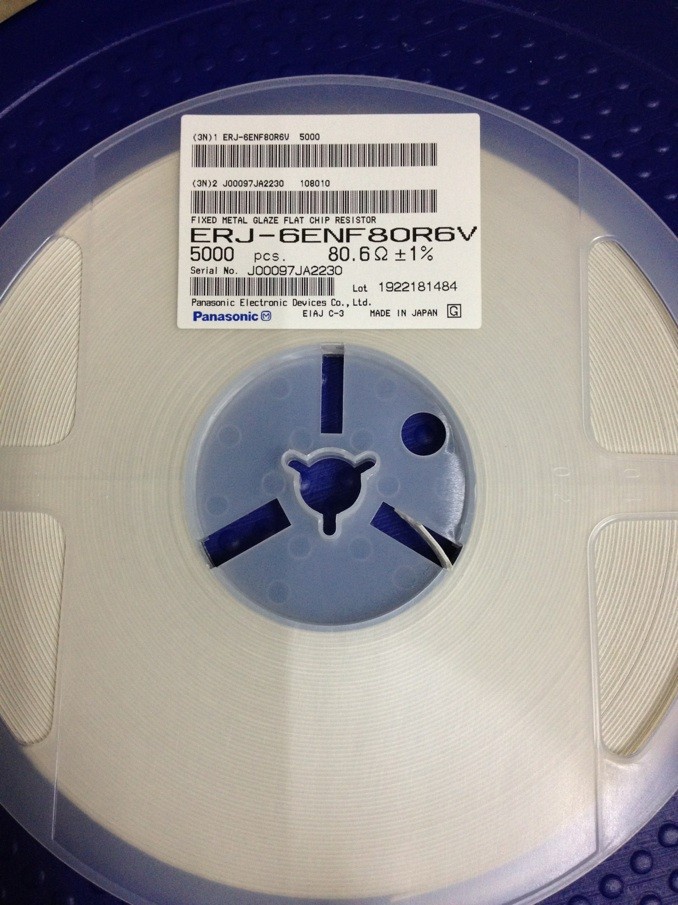 (3N)1 ERJ-6ENF80R6V 5000
(3N)2 J00097JA2230 108010
FIXED METAL GLAZE FLAT CHIP RESISTOR
ERJ-6ENF80R6V
5000 pcs. 80.6Ω ±1%
Serial No. J00097JA2230
Lot 1922181484
Panasonic Electronic Devices Co., Ltd.
Panasonic M EIAJ C-3 MADE IN JAPAN G